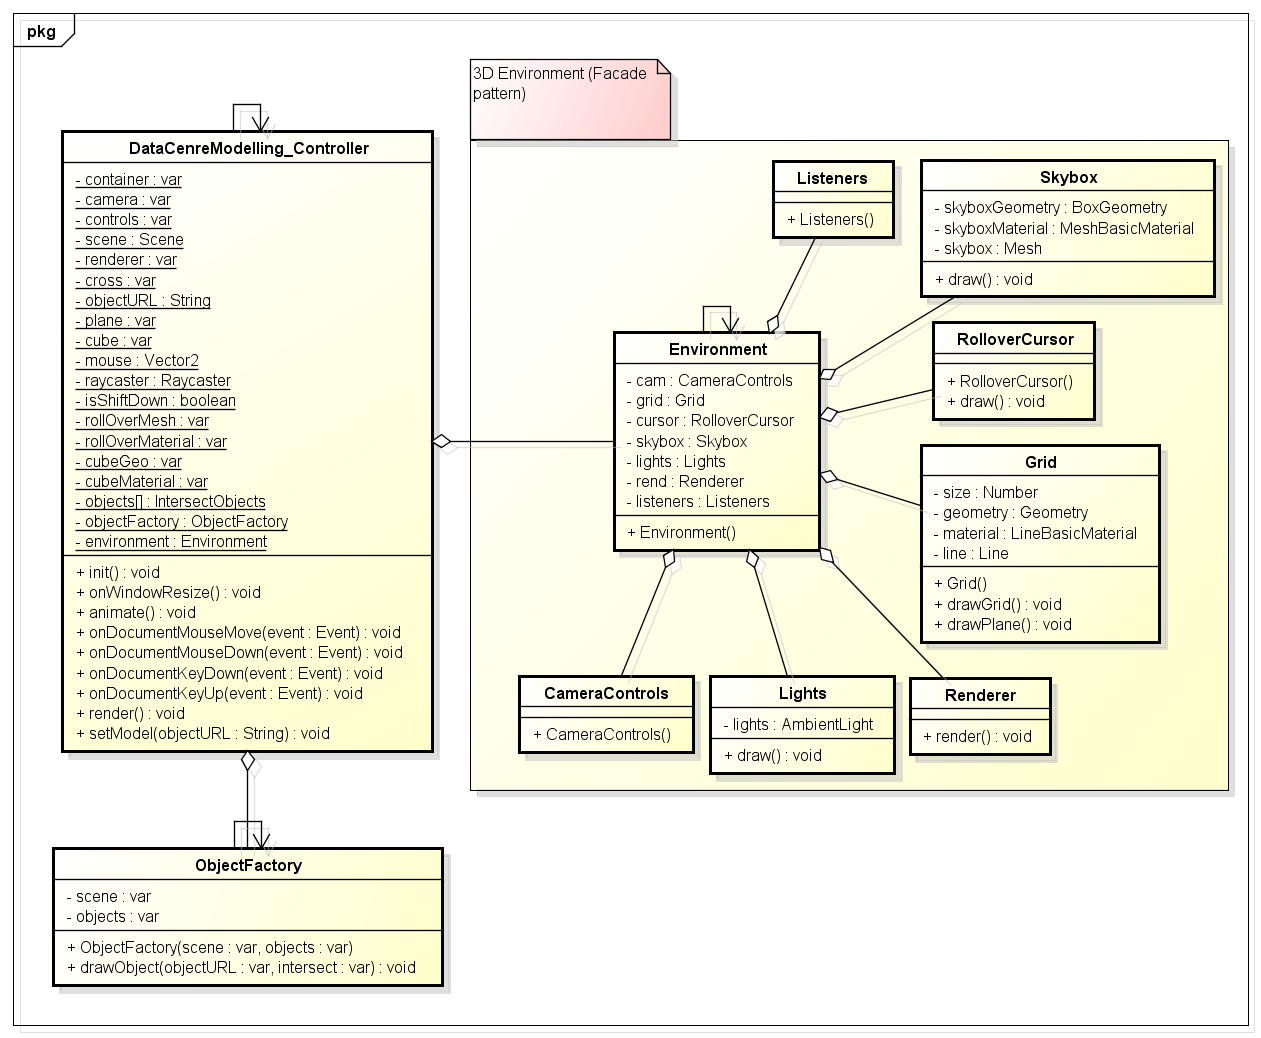 pkg
3D Environment (Facade
pattern)
DataCenreModelling_Controller
- container : var
- camera : var
- controls : var
- scene : Scene
- renderer : var
- cross : var
- objectURL : String
- plane : var
- cube : var
- mouse : Vector2
- raycaster : Raycaster
- isShiftDown : boolean
- rollOverMesh : var
- rollOverMaterial : var
- cubeGeo : var
- cubeMaterial : var
- objects[] : IntersectObjects
- objectFactory : ObjectFactory
- environment : Environment
+ init() : void
+ onWindowResize() : void
+ animate() : void
+ onDocumentMouseMove(event : Event) : void
+ onDocumentMouseDown(event : Event) : void
+ onDocumentKeyDown(event : Event) : void
+ onDocumentKeyUp(event : Event) : void
+ render() : void
+ setModel(objectURL : String) : void
Listeners
+ Listeners()
Skybox
- skyboxGeometry : BoxGeometry
- skyboxMaterial : MeshBasicMaterial
- skybox : Mesh
+ draw() : void
Environment
- cam : CameraControls
- grid : Grid
- cursor : RolloverCursor
- skybox : Skybox
- lights : Lights
- rend : Renderer
- listeners : Listeners
+ Environment()
RolloverCursor
+ RolloverCursor()
+ draw() : void
Grid
- size : Number
- geometry : Geometry
- material : LineBasicMaterial
- line : Line
+ Grid()
+ drawGrid() : void
+ drawPlane() : void
CameraControls
+ CameraControls()
Lights
- lights : AmbientLight
+ draw() : void
Renderer
+ render() : void
ObjectFactory
- scene : var
- objects : var
+ ObjectFactory(scene : var, objects : var)
+ drawObject(objectURL : var, intersect : var) : void